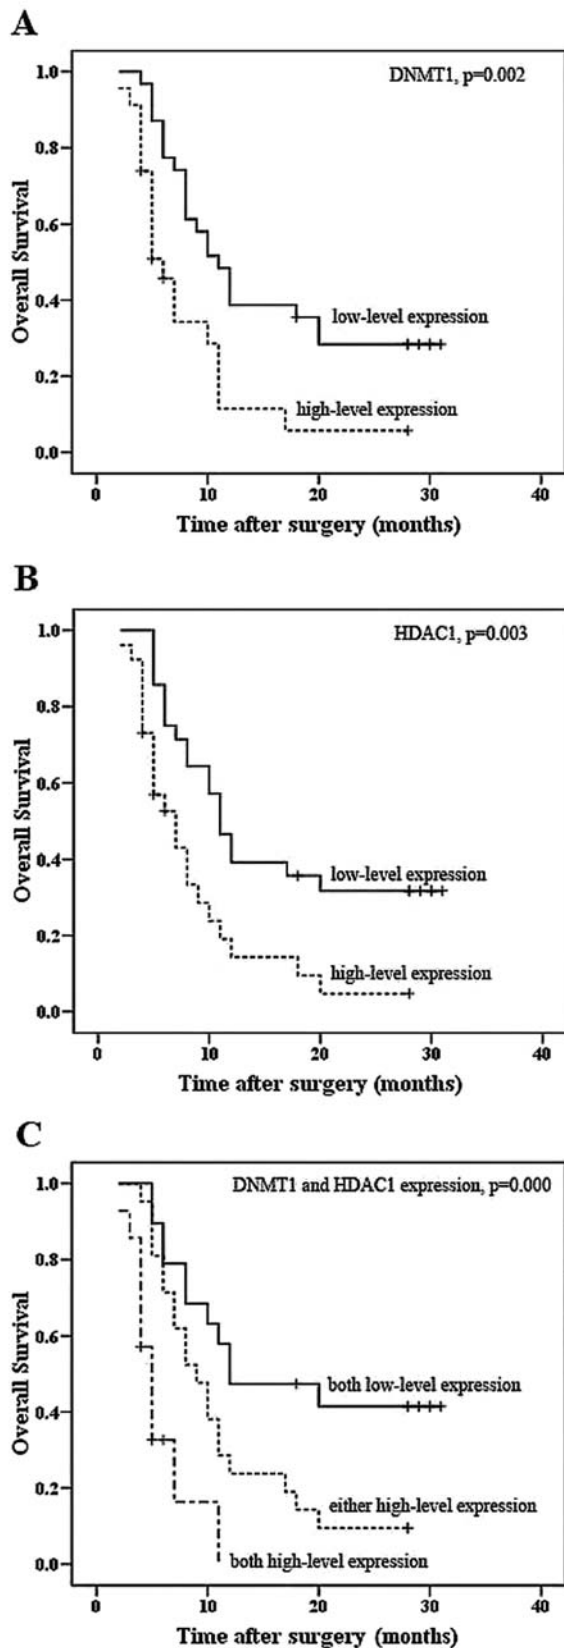 A
DNMT1, p=0.002
1.0
0.8
0.6
0.4
0.2
0.0
Overall Survival
low-level expression
high-level expression
0 10 20 30 40
Time after surgery (months)
B
HDAC1, p=0.003
1.0
0.8
0.6
0.4
0.2
0.0
Overall Survival
low-level expression
high-level expression
0 10 20 30 40
Time after surgery (months)
C
DNMT1 and HDAC1 expression, p=0.000
1.0
0.8
0.6
0.4
0.2
0.0
Overall Survival
both low-level expression
either high-level expression
both high-level expression
0 10 20 30 40
Time after surgery (months)